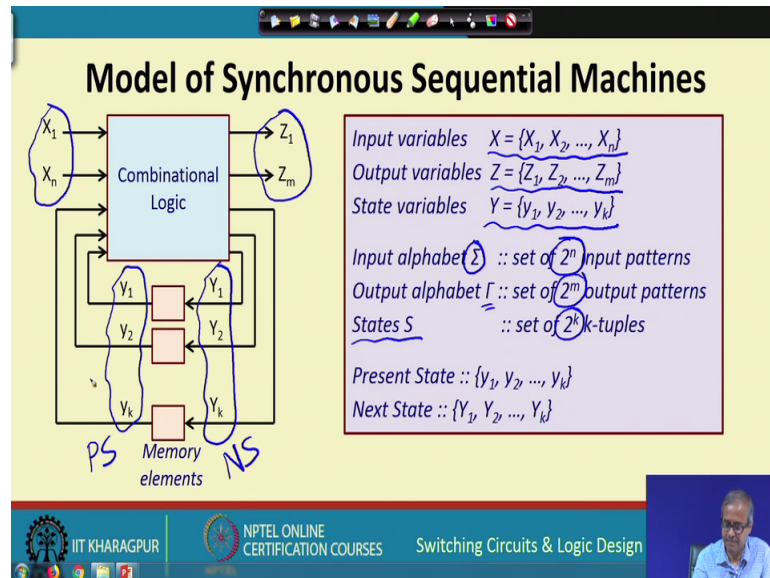 Model of Synchronous Sequential Machines
X₁
Xₙ
Combinational
Logic
Z₁
Zₘ
y₁
y₂
yₖ
Y₁
Y₂
Yₖ
PS
NS
Memory
elements
Input variables X = {X₁, X₂, ..., Xₙ}
Output variables Z = {Z₁, Z₂, ..., Zₘ}
State variables Y = {y₁, y₂, ..., yₖ}
Input alphabet Σ :: set of 2ⁿ input patterns
Output alphabet Γ :: set of 2ᵐ output patterns
States S :: set of 2ᵏ k-tuples
Present State :: {y₁, y₂, ..., yₖ}
Next State :: {Y₁, Y₂, ..., Yₖ}
IIT KHARAGPUR
NPTEL ONLINE
CERTIFICATION COURSES
Switching Circuits & Logic Design